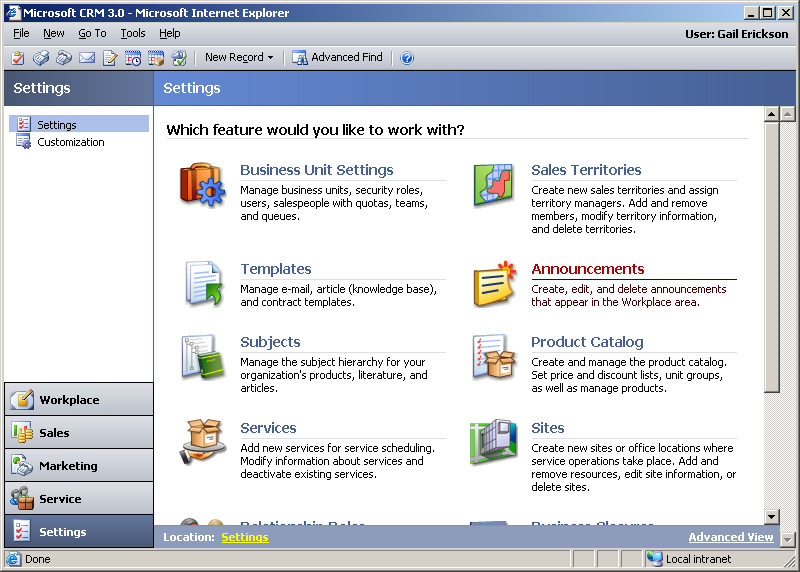 Microsoft CRM 3.0 - Microsoft Internet Explorer
File New Go To Tools Help
User: Gail Erickson
New Record Advanced Find
Settings
Settings
Settings
Customization
Which feature would you like to work with?
Business Unit Settings
Manage business units, security roles,
users, salespeople with quotas, teams,
and queues.
Sales Territories
Create new sales territories and assign
territory managers. Add and remove
members, modify territory information,
and delete territories.
Templates
Manage e-mail, article (knowledge base),
and contract templates.
Announcements
Create, edit, and delete announcements
that appear in the Workplace area.
Subjects
Manage the subject hierarchy for your
organization's products, literature, and
articles.
Product Catalog
Create and manage the product catalog.
Set price and discount lists, unit groups,
as well as manage products.
Services
Add new services for service scheduling.
Modify information about services and
deactivate existing services.
Sites
Create new sites or office locations where
service operations take place. Add and
remove resources, edit site information, or
delete sites.
Relationship Roles
Business Closures
Workplace
Sales
Marketing
Service
Settings
Location: Settings
Advanced View
Done
Local intranet